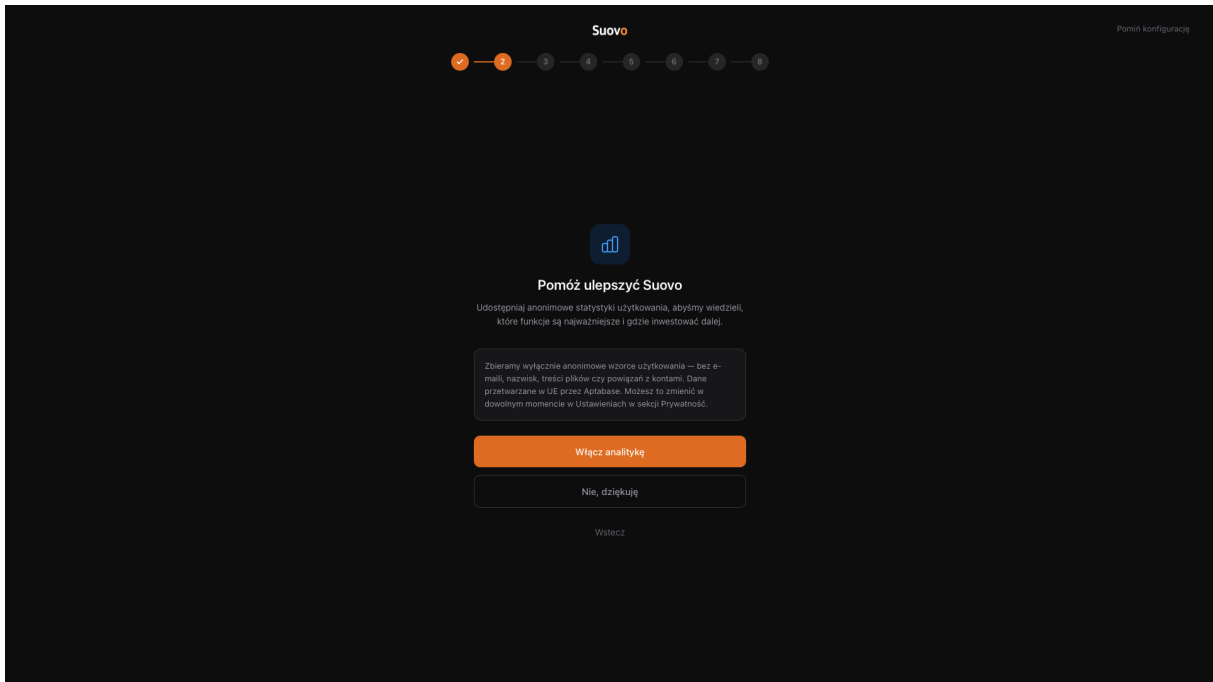 Suovo
Pomiń konfigurację
2 3 4 5 6 7 8
Pomóż ulepszyć Suovo
Udostępniaj anonimowe statystyki użytkowania, abyśmy wiedzieli,
które funkcje są najważniejsze i gdzie inwestować dalej.
Zbieramy wyłącznie anonimowe wzorce użytkowania — bez e-
maili, nazwisk, treści plików czy powiązań z kontami. Dane
przetwarzane w UE przez Aptabase. Możesz to zmienić w
dowolnym momencie w Ustawieniach w sekcji Prywatność.
Włącz analitykę
Nie, dziękuję
Wstecz